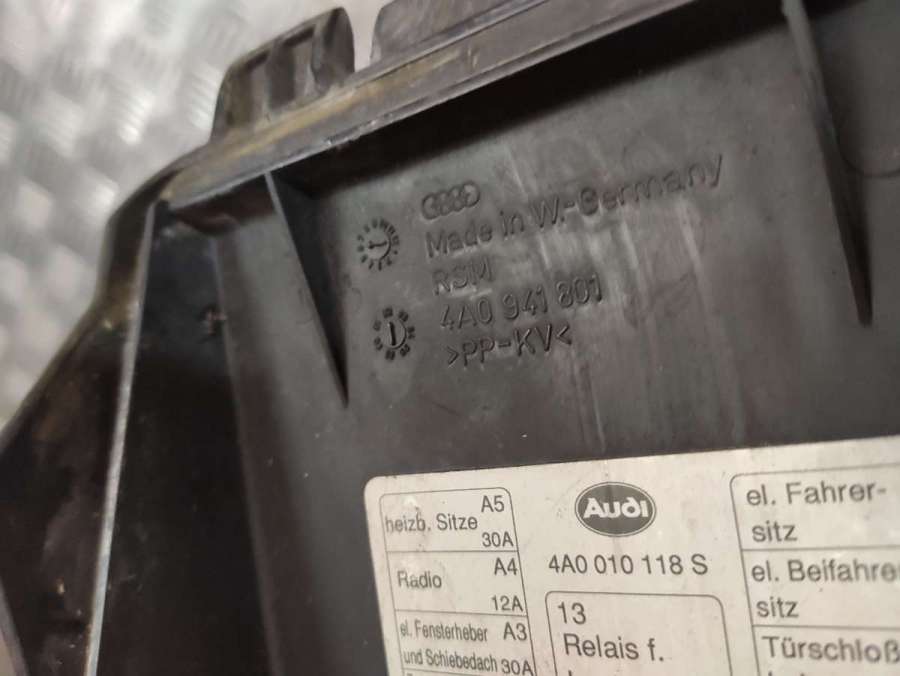 Made in W.-Germany
RSM
4A0 941 801
>PP-KV<
heizb. Sitze A5
30A
Radio A4
12A
el. Fensterheber A3
und Schiebedach 30A
Audi
4A0 010 118 S
13
Relais f.
el. Fahrer-
sitz
el. Beifahre
sitz
Türschloß